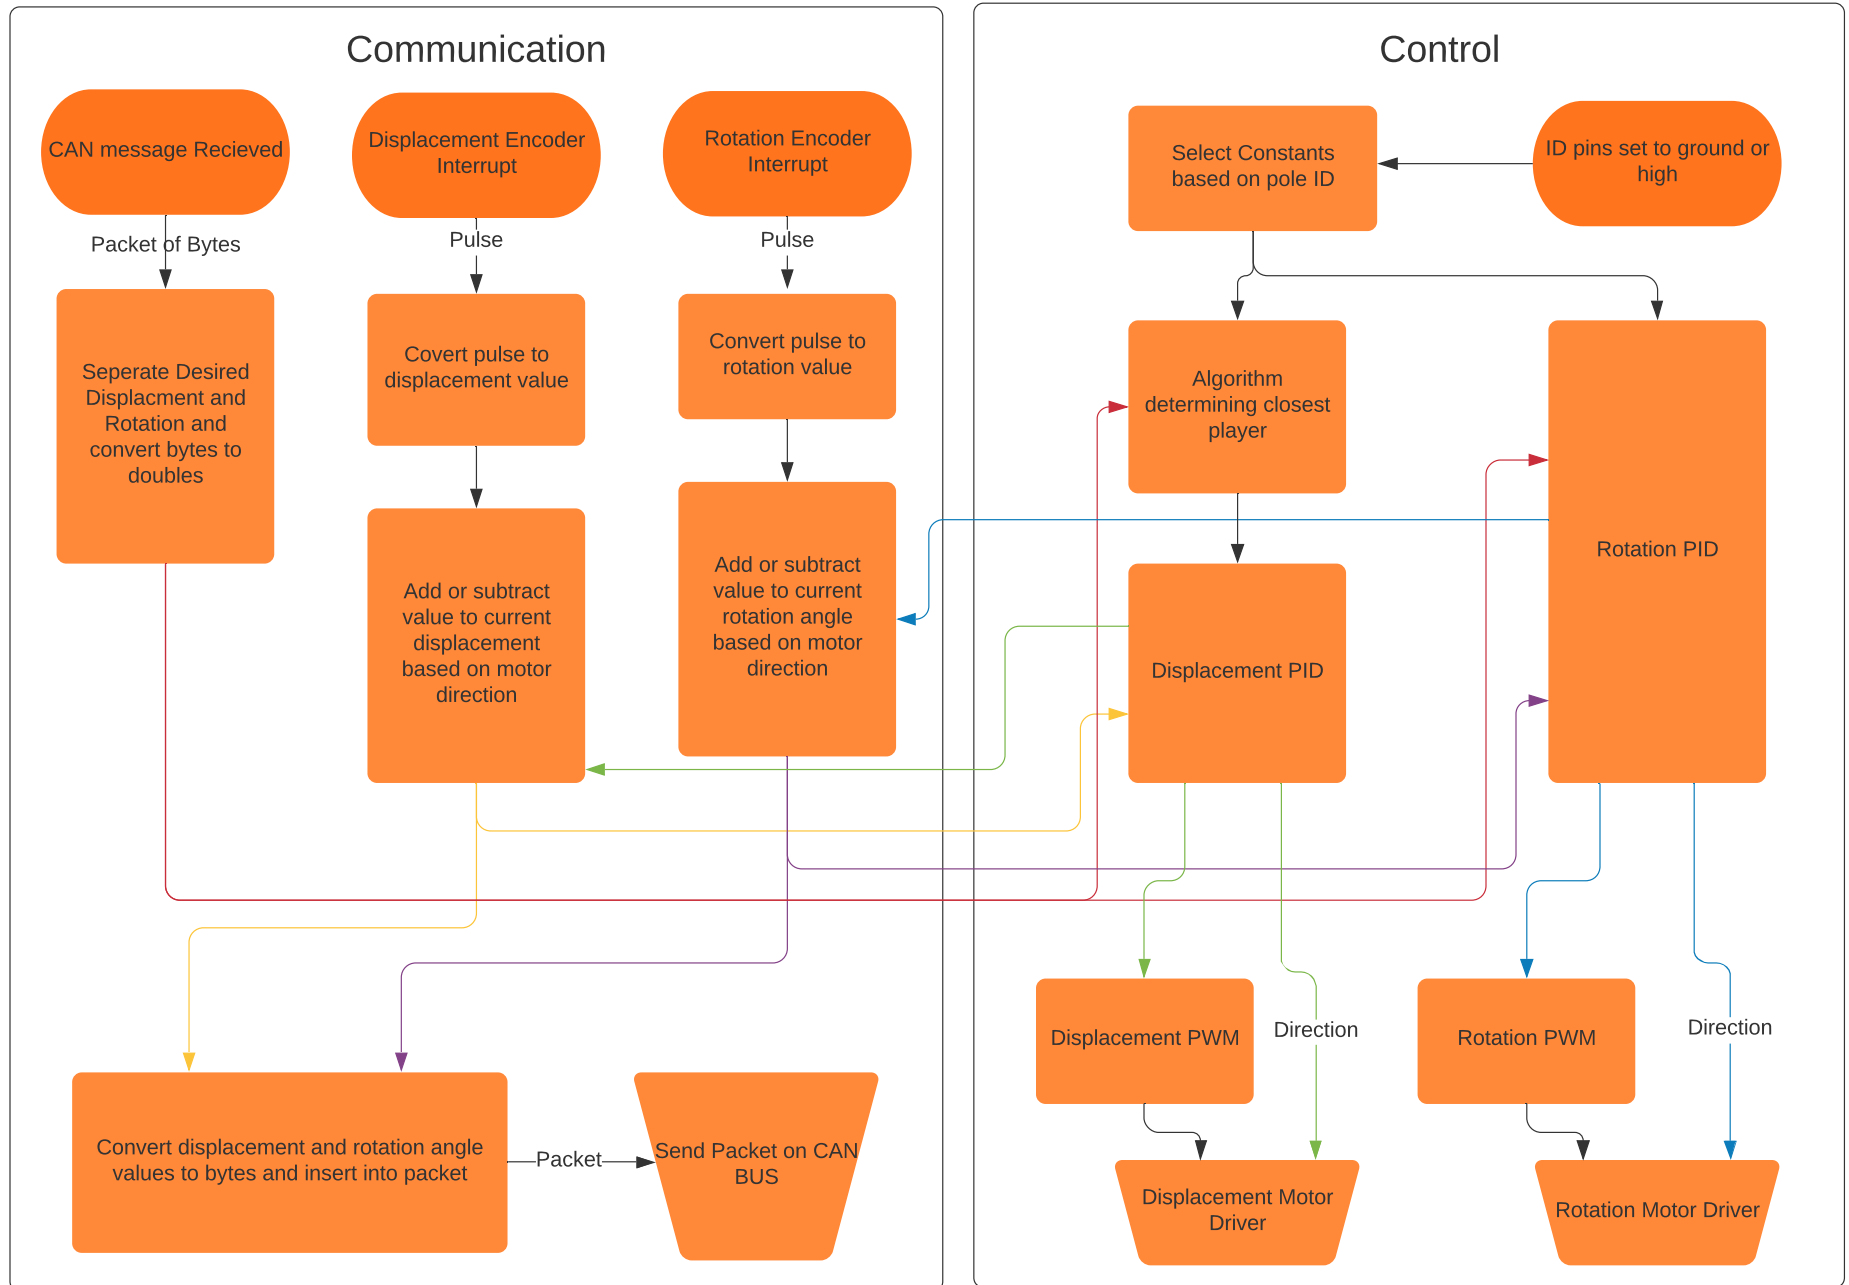 Communication
CAN message Recieved
Displacement Encoder
Interrupt
Rotation Encoder
Interrupt
Packet of Bytes
Pulse
Pulse
Seperate Desired
Displacment and
Rotation and
convert bytes to
doubles
Covert pulse to
displacement value
Convert pulse to
rotation value
Add or subtract
value to current
displacement
based on motor
direction
Add or subtract
value to current
rotation angle
based on motor
direction
Convert displacement and rotation angle
values to bytes and insert into packet
Packet
Send Packet on CAN
BUS
Control
Select Constants
based on pole ID
ID pins set to ground or
high
Algorithm
determining closest
player
Rotation PID
Displacement PID
Displacement PWM
Direction
Rotation PWM
Direction
Displacement Motor
Driver
Rotation Motor Driver